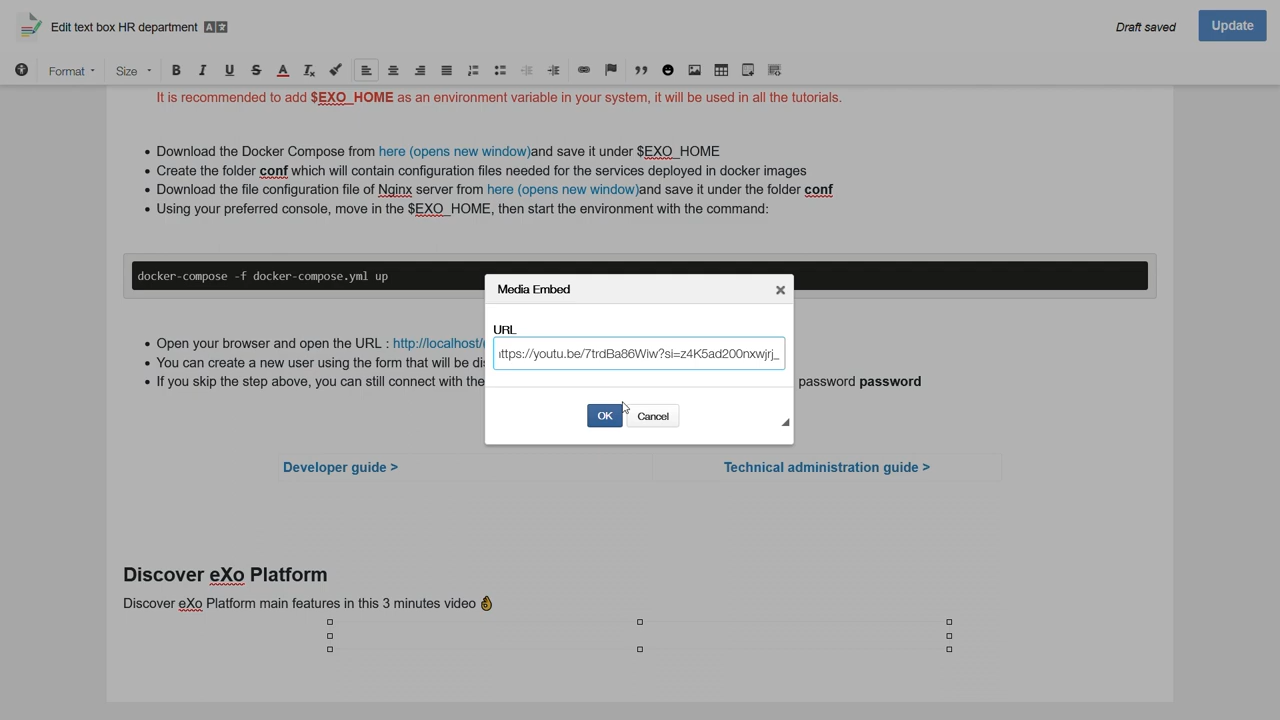 Edit text box HR department
Draft saved
Update
Format
Size
B I U S A Tx
It is recommended to add $EXO_HOME as an environment variable in your system, it will be used in all the tutorials.
Download the Docker Compose from here (opens new window)and save it under $EXO_HOME
Create the folder conf which will contain configuration files needed for the services deployed in docker images
Download the file configuration file of Nginx server from here (opens new window)and save it under the folder conf
Using your preferred console, move in the $EXO_HOME, then start the environment with the command:
docker-compose -f docker-compose.yml up
Media Embed
URL
ttps://youtu.be/7trdBa86Wiw?si=z4K5ad200nxwjrj_
OK
Cancel
Open your browser and open the URL : http://localhost/
You can create a new user using the form that will be
If you skip the step above, you can still connect with the password password
Developer guide >
Technical administration guide >
Discover eXo Platform
Discover eXo Platform main features in this 3 minutes video 👌